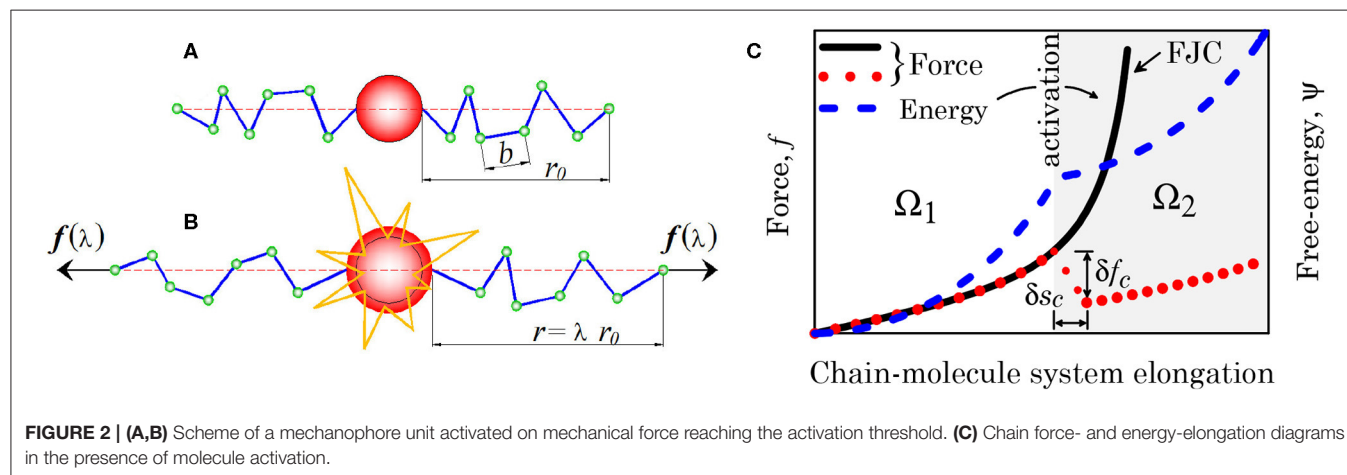 A
b
r0
B
f(λ)
f(λ)
r= λ r0
C
Force
Energy
activation
FJC
Ω1
Ω2
δfc
δsc
Force, f
Free-energy, Ψ
Chain-molecule system elongation
FIGURE 2 | (A,B) Scheme of a mechanophore unit activated on mechanical force reaching the activation threshold. (C) Chain force- and energy-elongation diagrams
in the presence of molecule activation.